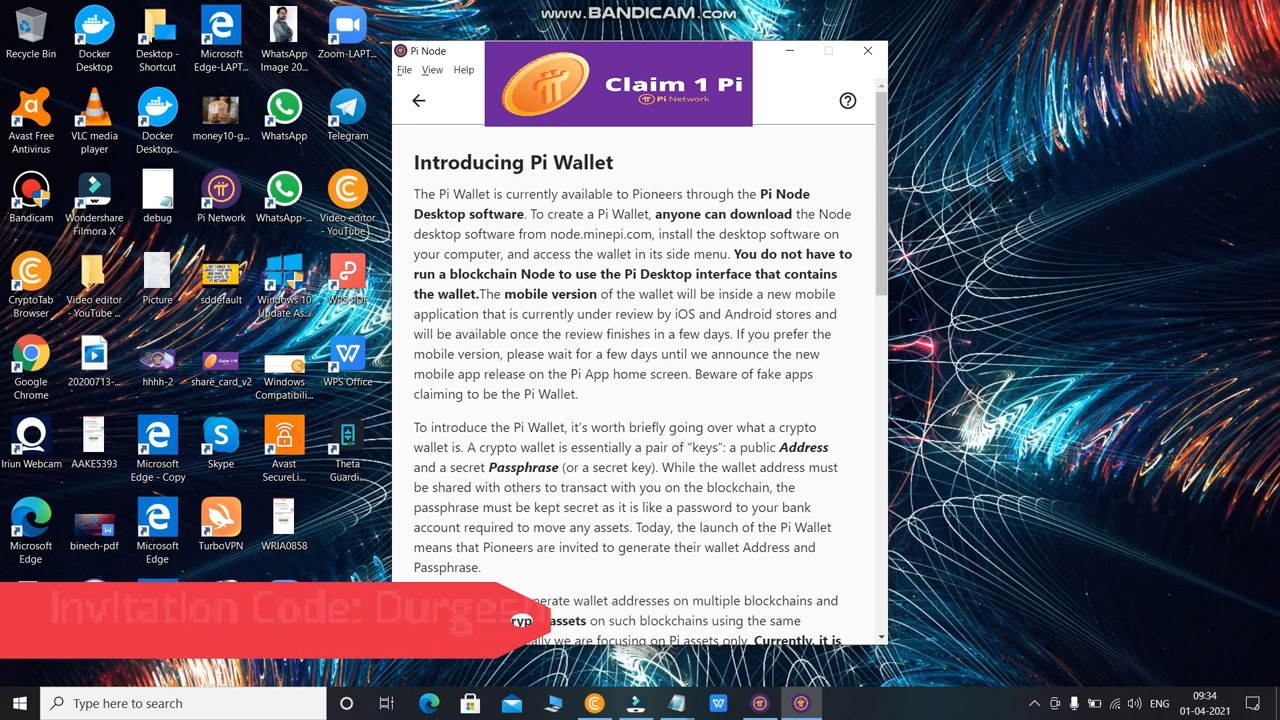 www.BANDICAM.com
Recycle Bin
Docker Desktop
Desktop - Shortcut
Microsoft Edge-LAPT...
WhatsApp Image 20...
Zoom-LAPT...
Avast Free Antivirus
VLC media player
Docker Desktop...
money10-g...
WhatsApp
Telegram
Bandicam
Wondershare Filmora X
debug
Pi Network
WhatsApp-...
Video editor - YouTube
CryptoTab Browser
Video editor - YouTube ...
Picture
sddefault
Windows 10 Update As...
WPS PDF
Google Chrome
20200713-...
hhhh-2
share_card_v2
Windows Compatibili...
WPS Office
Iriun Webcam
AAKE5393
Microsoft Edge - Copy
Skype
Avast SecureLi...
Theta Guardi...
Microsoft Edge
binech-pdf
Microsoft Edge
TurboVPN
WRIA0858
Pi Node
File View Help
Claim 1 Pi
Pi Network
Introducing Pi Wallet
The Pi Wallet is currently available to Pioneers through the Pi Node
Desktop software. To create a Pi Wallet, anyone can download the Node
desktop software from node.minepi.com, install the desktop software on
your computer, and access the wallet in its side menu. You do not have to
run a blockchain Node to use the Pi Desktop interface that contains
the wallet.The mobile version of the wallet will be inside a new mobile
application that is currently under review by iOS and Android stores and
will be available once the review finishes in a few days. If you prefer the
mobile version, please wait for a few days until we announce the new
mobile app release on the Pi App home screen. Beware of fake apps
claiming to be the Pi Wallet.
To introduce the Pi Wallet, it's worth briefly going over what a crypto
wallet is. A crypto wallet is essentially a pair of "keys": a public Address
and a secret Passphrase (or a secret key). While the wallet address must
be shared with others to transact with you on the blockchain, the
passphrase must be kept secret as it is like a password to your bank
account required to move any assets. Today, the launch of the Pi Wallet
means that Pioneers are invited to generate their wallet Address and
Passphrase.
wallet addresses on multiple blockchains and
assets on such blockchains using the same
we are focusing on Pi assets only. Currently, it is
Invitation Code: Durges
Type here to search
ENG
09:34
01-04-2021